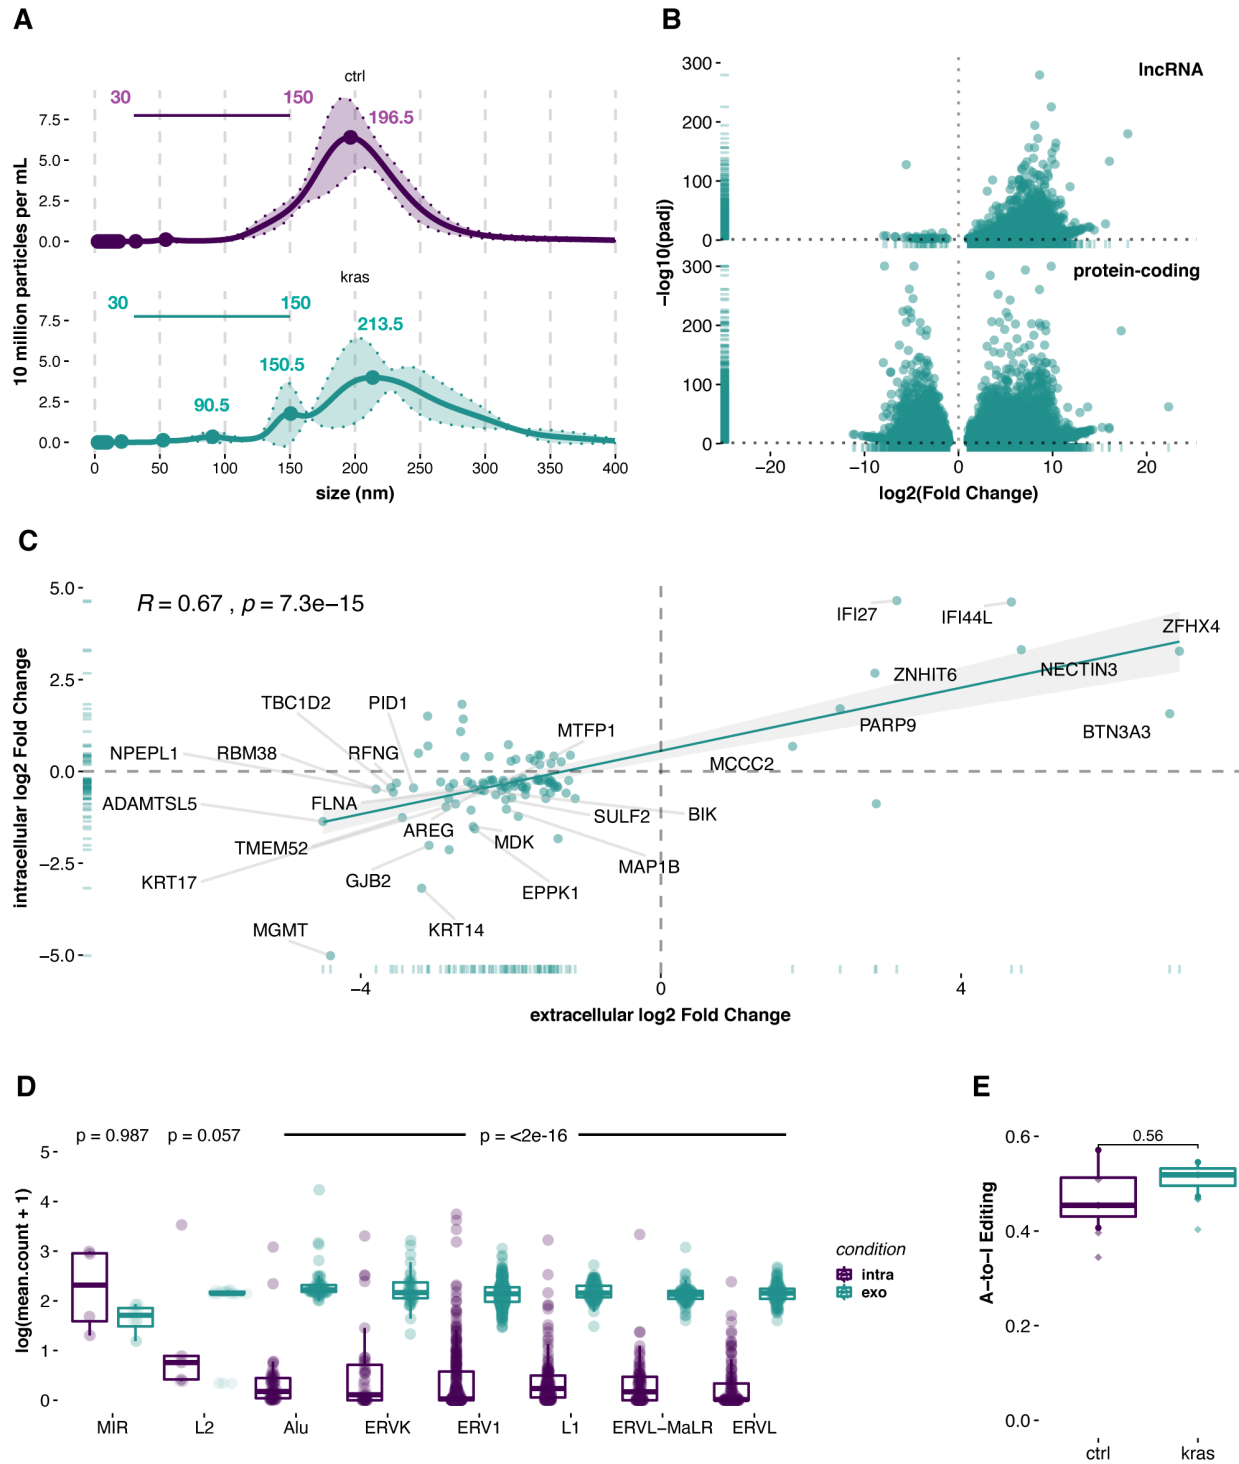 A
ctrl
30
150
196.5
7.5
5.0
2.5
0.0
10 million particles per mL
kras
30
150
213.5
150.5
90.5
7.5
5.0
2.5
0.0
0 50 100 150 200 250 300 350 400
size (nm)
B
lncRNA
300
200
100
0
−log10(padj)
protein−coding
300
200
100
0
−20 −10 0 10 20
log2(Fold Change)
C
R = 0.67 , p = 7.3e−15
5.0
2.5
0.0
−2.5
−5.0
intracellular log2 Fold Change
IFI27
IFI44L
ZFHX4
ZNHIT6
NECTIN3
PARP9
BTN3A3
MCCC2
TBC1D2
PID1
MTFP1
NPEPL1
RBM38
RFNG
ADAMTSL5
FLNA
SULF2
BIK
AREG
MDK
TMEM52
MAP1B
KRT17
GJB2
EPPK1
MGMT
KRT14
−4 0 4
extracellular log2 Fold Change
D
p = 0.987
p = 0.057
p = <2e−16
5
4
3
2
1
0
log(mean.count + 1)
MIR L2 Alu ERVK ERV1 L1 ERVL−MaLR ERVL
condition
intra
exo
E
0.56
0.6
0.4
0.2
0.0
A−to−I Editing
ctrl kras